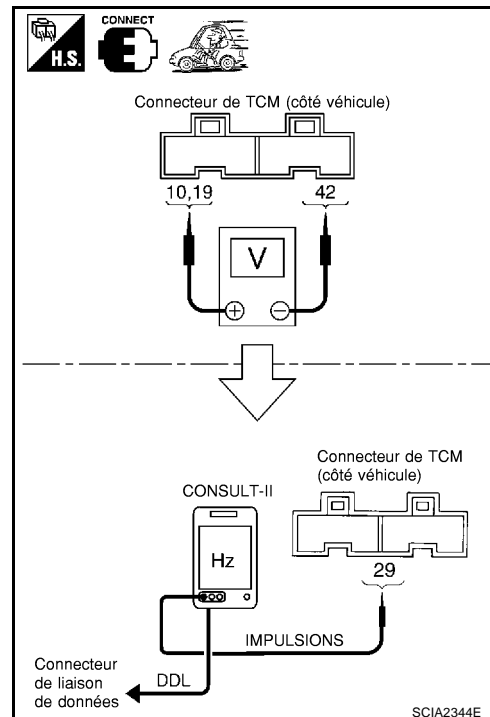 H.S.
CONNECT
Connecteur de TCM (côté véhicule)
10,19
42
V
+
−
Connecteur de TCM
(côté véhicule)
CONSULT-II
Hz
29
IMPULSIONS
Connecteur
de liaison
de données
DDL
SCIA2344E